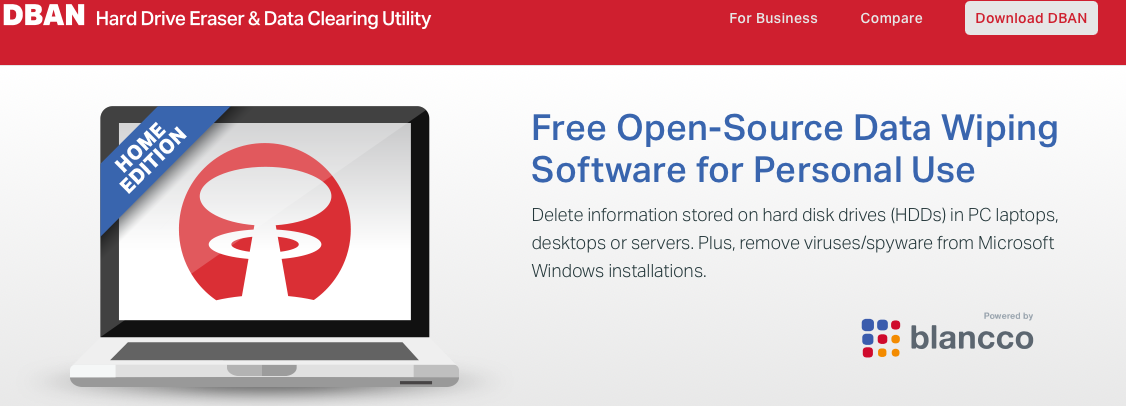 DBAN Hard Drive Eraser & Data Clearing Utility
For Business
Compare
Download DBAN
HOME
EDITION
Free Open-Source Data Wiping
Software for Personal Use
Delete information stored on hard disk drives (HDDs) in PC laptops,
desktops or servers. Plus, remove viruses/spyware from Microsoft
Windows installations.
Powered by
blancco